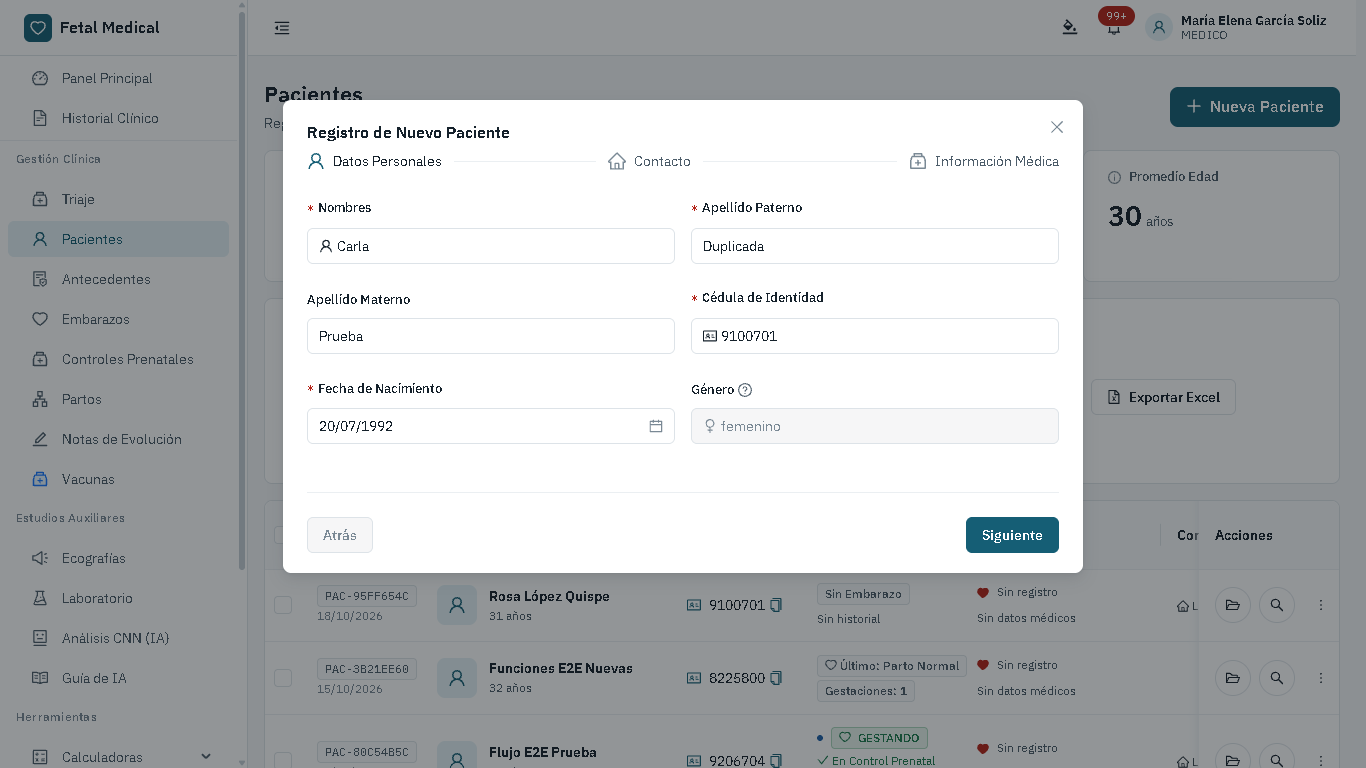 Fetal Medical
99+
María Elena García Soliz
MEDICO
Panel Principal
Historial Clínico
Gestión Clínica
Triaje
Pacientes
Antecedentes
Embarazos
Controles Prenatales
Partos
Notas de Evolución
Vacunas
Estudios Auxiliares
Ecografías
Laboratorio
Análisis CNN (IA)
Guía de IA
Herramientas
Calculadoras
Pacientes
Nueva Paciente
Promedio Edad
30 años
Exportar Excel
Registro de Nuevo Paciente
Datos Personales
Contacto
Información Médica
* Nombres
* Apellido Paterno
Carla
Duplicada
Apellido Materno
* Cédula de Identidad
Prueba
9100701
* Fecha de Nacimiento
Género
20/07/1992
femenino
Atrás
Siguiente
Acciones
PAC-95FF654C
18/10/2026
Rosa López Quispe
31 años
9100701
Sin Embarazo
Sin historial
Sin registro
Sin datos médicos
PAC-3B21EE60
15/10/2026
Funciones E2E Nuevas
32 años
8225800
Último: Parto Normal
Gestaciones: 1
Sin registro
Sin datos médicos
PAC-80C54B5C
Flujo E2E Prueba
9206704
GESTANDO
En Control Prenatal
Sin registro